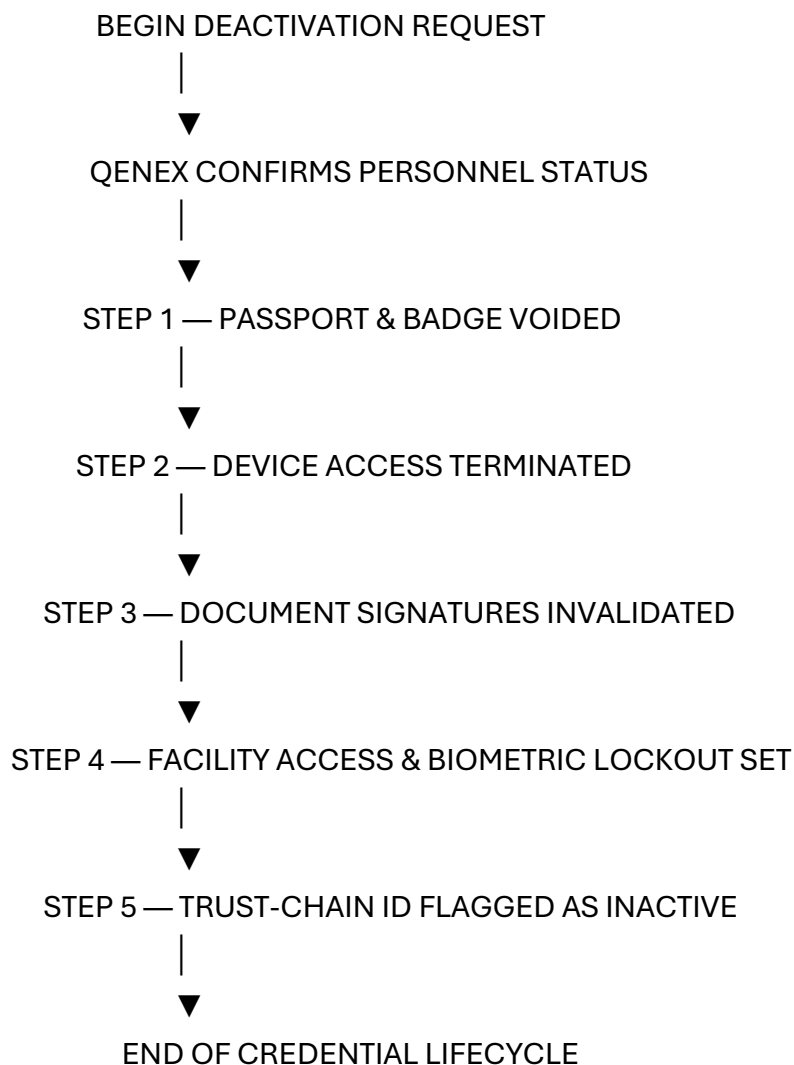 BEGIN DEACTIVATION REQUEST
│
▼
QENEX CONFIRMS PERSONNEL STATUS
│
▼
STEP 1 — PASSPORT & BADGE VOIDED
│
▼
STEP 2 — DEVICE ACCESS TERMINATED
│
▼
STEP 3 — DOCUMENT SIGNATURES INVALIDATED
│
▼
STEP 4 — FACILITY ACCESS & BIOMETRIC LOCKOUT SET
│
▼
STEP 5 — TRUST-CHAIN ID FLAGGED AS INACTIVE
│
▼
END OF CREDENTIAL LIFECYCLE